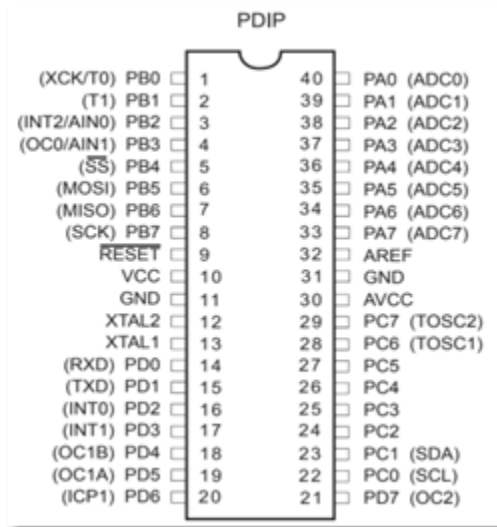 PDIP
(XCK/T0) PB0 1 40 PA0 (ADC0)
(T1) PB1 2 39 PA1 (ADC1)
(INT2/AIN0) PB2 3 38 PA2 (ADC2)
(OC0/AIN1) PB3 4 37 PA3 (ADC3)
(SS) PB4 5 36 PA4 (ADC4)
(MOSI) PB5 6 35 PA5 (ADC5)
(MISO) PB6 7 34 PA6 (ADC6)
(SCK) PB7 8 33 PA7 (ADC7)
RESET 9 32 AREF
VCC 10 31 GND
GND 11 30 AVCC
XTAL2 12 29 PC7 (TOSC2)
XTAL1 13 28 PC6 (TOSC1)
(RXD) PD0 14 27 PC5
(TXD) PD1 15 26 PC4
(INT0) PD2 16 25 PC3
(INT1) PD3 17 24 PC2
(OC1B) PD4 18 23 PC1 (SDA)
(OC1A) PD5 19 22 PC0 (SCL)
(ICP1) PD6 20 21 PD7 (OC2)